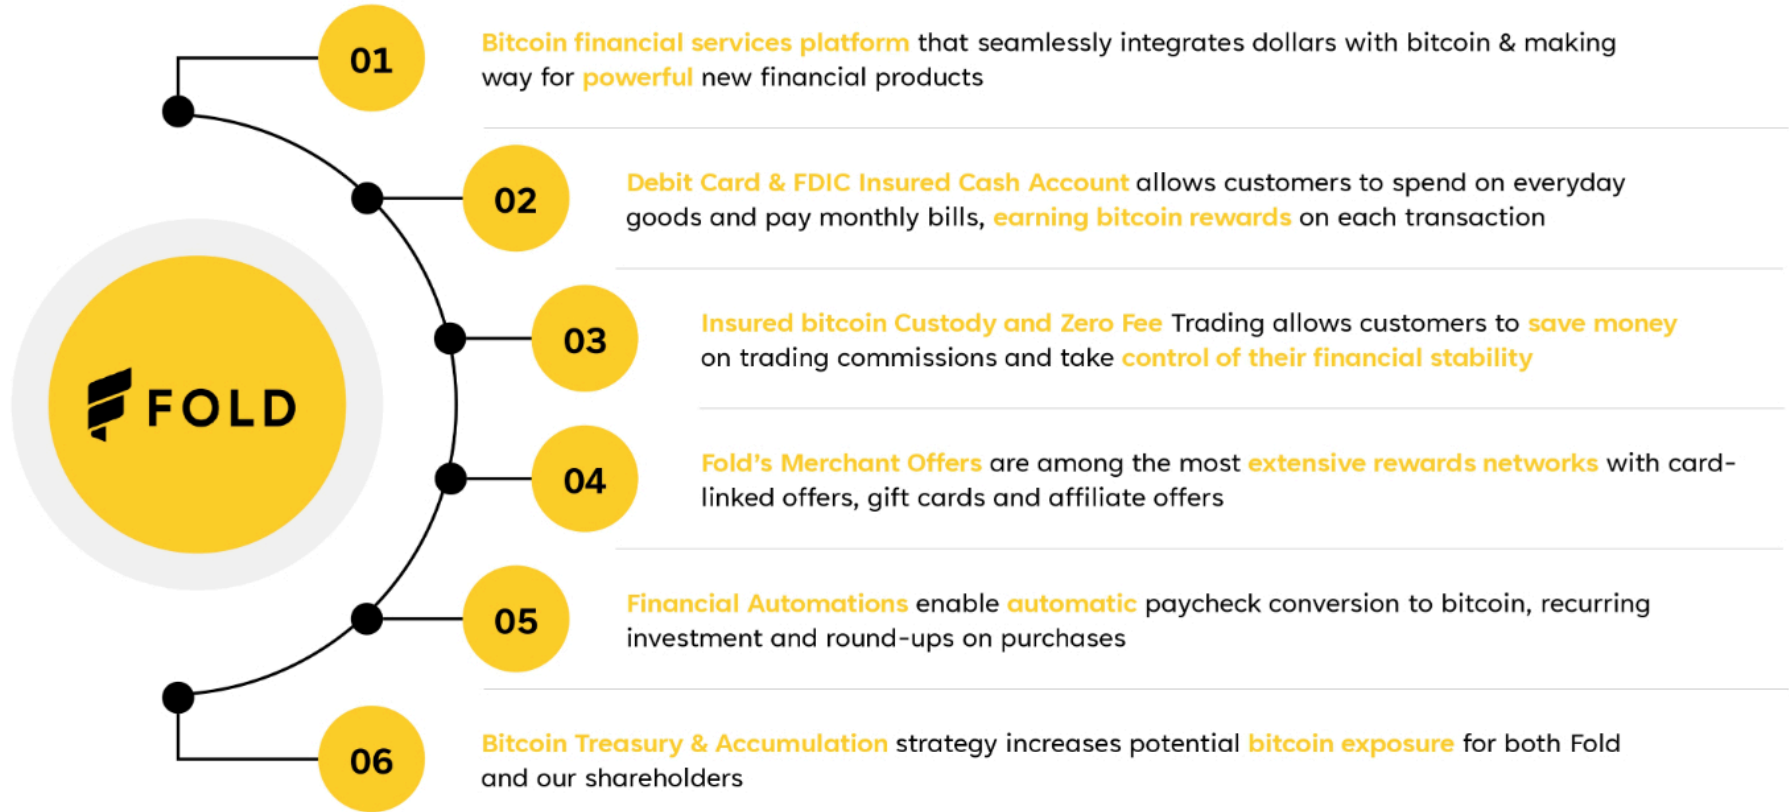 01
Bitcoin financial services platform that seamlessly integrates dollars with bitcoin & making
way for powerful new financial products
02
Debit Card & FDIC Insured Cash Account allows customers to spend on everyday
goods and pay monthly bills, earning bitcoin rewards on each transaction
03
Insured bitcoin Custody and Zero Fee Trading allows customers to save money
on trading commissions and take control of their financial stability
FOLD
04
Fold's Merchant Offers are among the most extensive rewards networks with card-
linked offers, gift cards and affiliate offers
05
Financial Automations enable automatic paycheck conversion to bitcoin, recurring
investment and round-ups on purchases
06
Bitcoin Treasury & Accumulation strategy increases potential bitcoin exposure for both Fold
and our shareholders